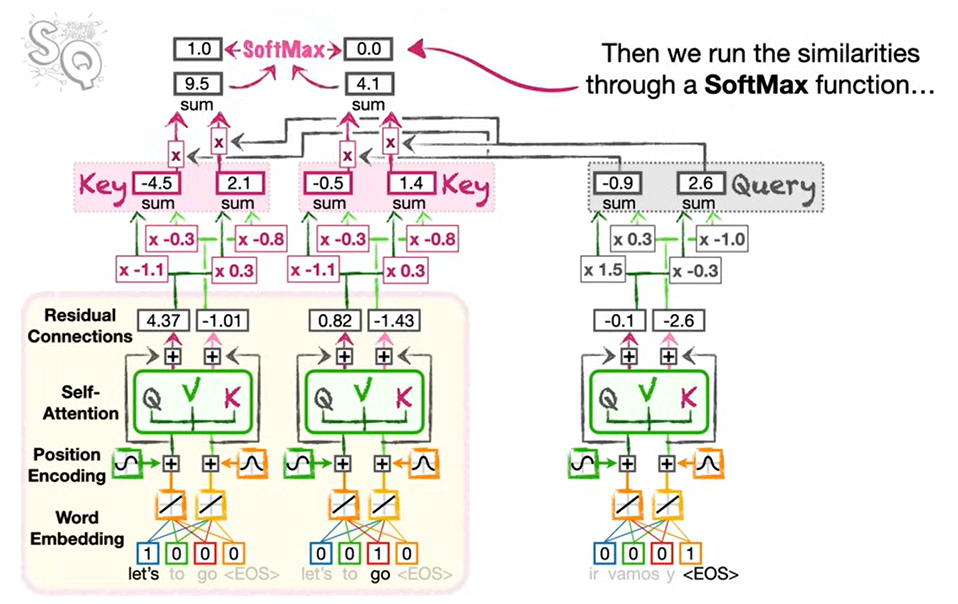 SQ
1.0 SoftMax 0.0
Then we run the similarities
through a SoftMax function…
9.5 4.1
sum sum
x x
x x
Key -4.5 2.1 -0.5 1.4 Key -0.9 2.6 Query
sum sum sum sum sum sum
x -0.3 x -0.8 x -0.3 x -0.8 x 0.3 x -1.0
x -1.1 x 0.3 x -1.1 x 0.3 x 1.5 x -0.3
Residual
Connections
4.37 -1.01 0.82 -1.43 -0.1 -2.6
+ + + + + +
Self-
Attention
Q V K Q V K Q V K
Position
Encoding
+ + + + + +
Word
Embedding
1 0 0 0 0 0 1 0 0 0 0 1
let's to go <EOS> let's to go <EOS> ir vamos y <EOS>